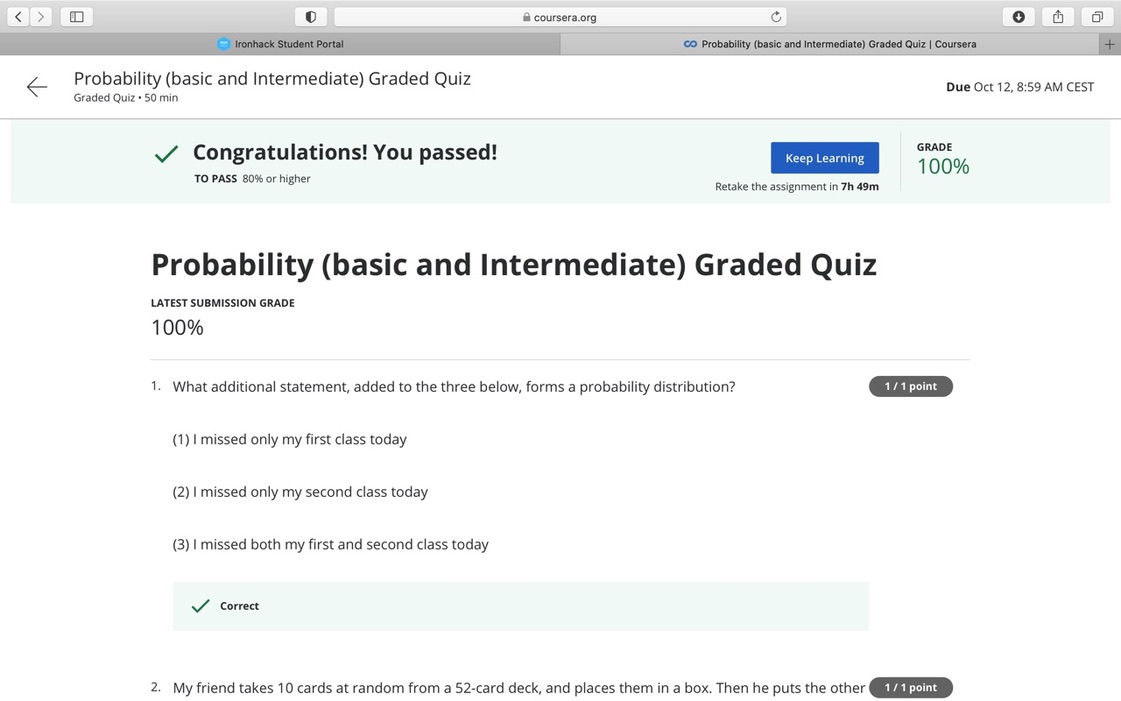 coursera.org
Ironhack Student Portal
Probability (basic and Intermediate) Graded Quiz | Coursera
Probability (basic and Intermediate) Graded Quiz
Graded Quiz • 50 min
Due Oct 12, 8:59 AM CEST
Congratulations! You passed!
TO PASS 80% or higher
Keep Learning
Retake the assignment in 7h 49m
GRADE
100%
Probability (basic and Intermediate) Graded Quiz
LATEST SUBMISSION GRADE
100%
1. What additional statement, added to the three below, forms a probability distribution?
1 / 1 point
(1) I missed only my first class today
(2) I missed only my second class today
(3) I missed both my first and second class today
Correct
2. My friend takes 10 cards at random from a 52-card deck, and places them in a box. Then he puts the other
1 / 1 point